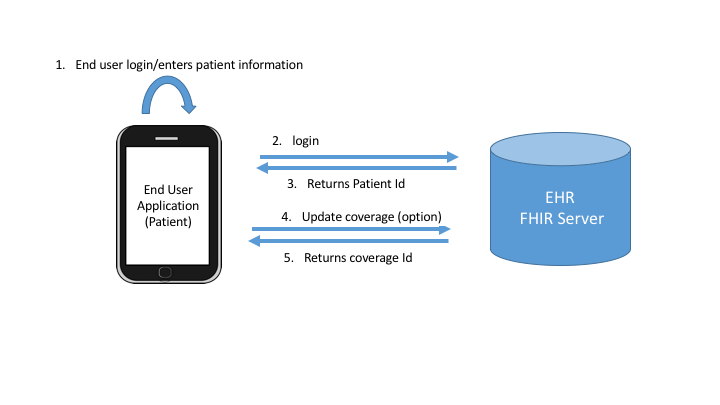 1. End user login/enters patient information
2. login
3. Returns Patient Id
End User
Application
(Patient)
4. Update coverage (option)
5. Returns coverage Id
EHR
FHIR Server